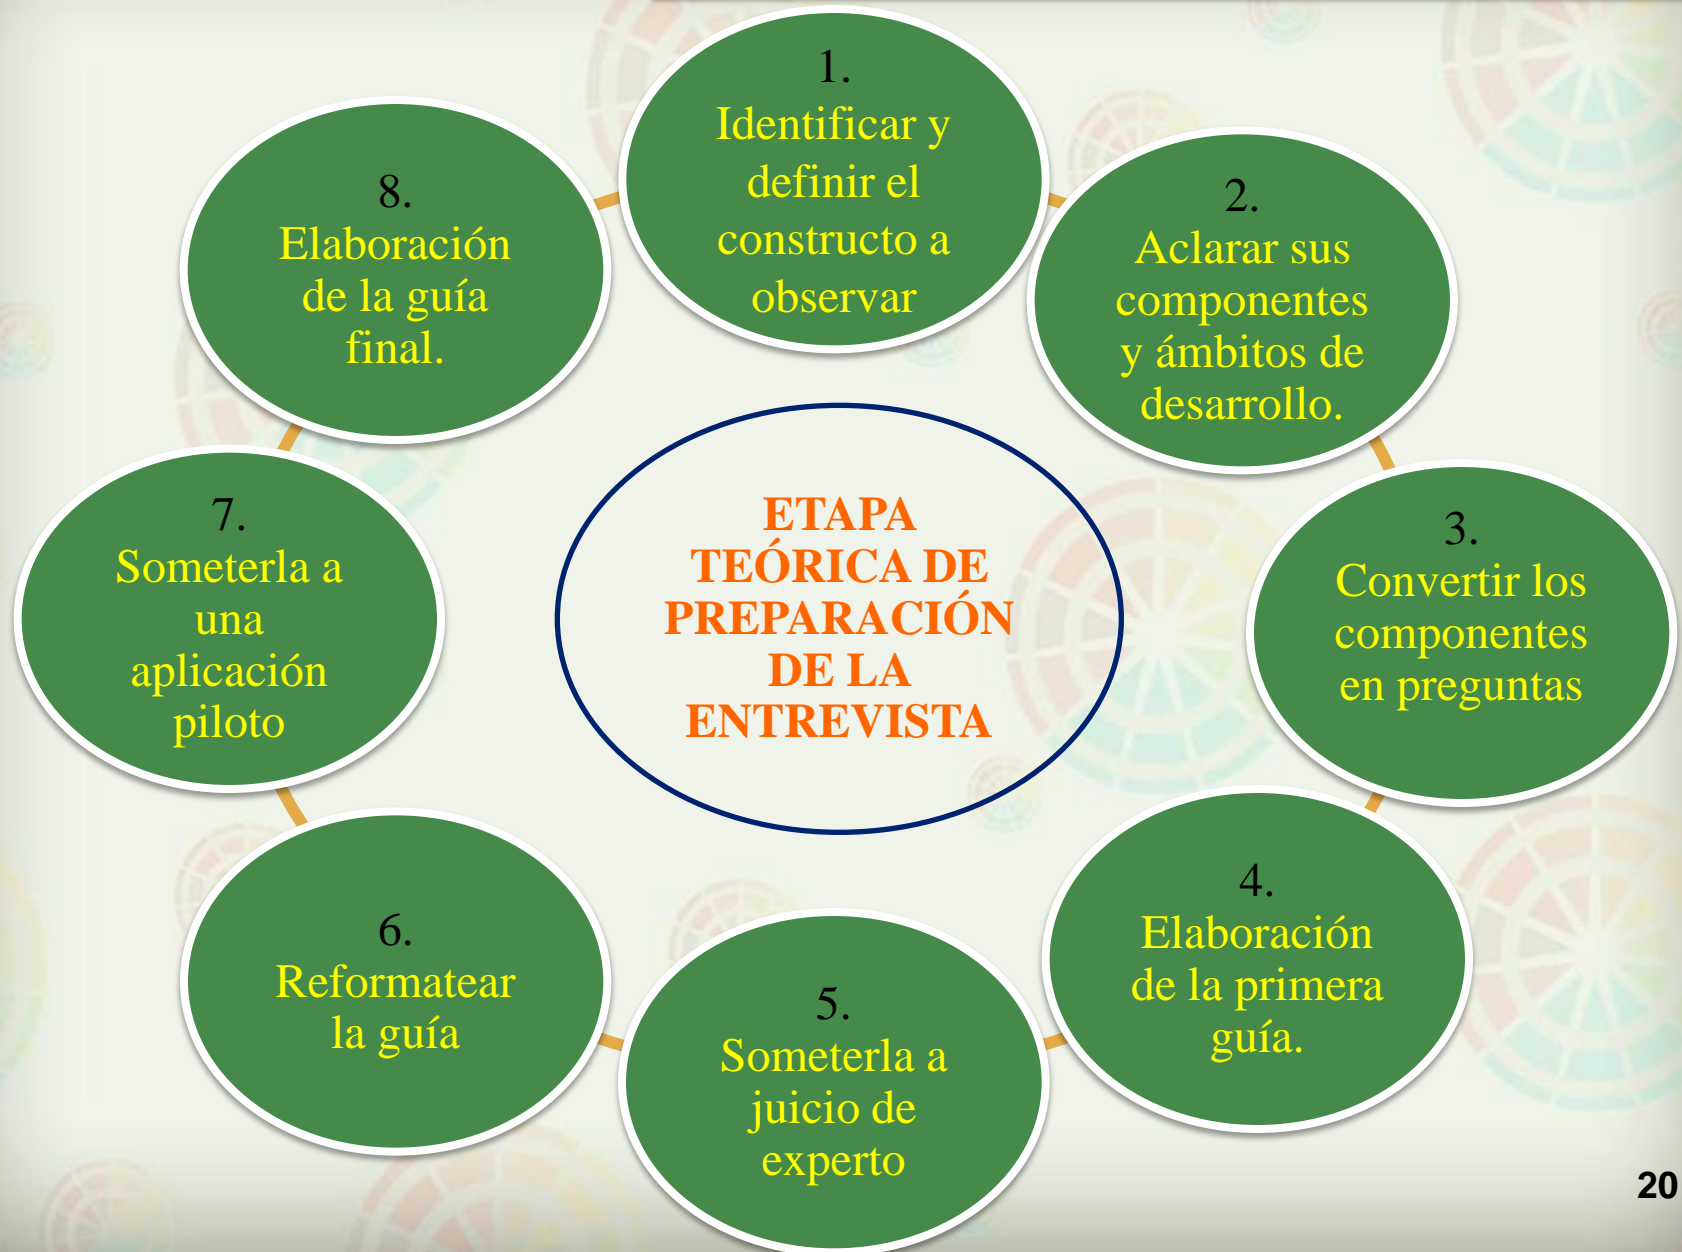 1.
Identificar y
definir el
constructo a
observar
2.
Aclarar sus
componentes
y ámbitos de
desarrollo.
3.
Convertir los
componentes
en preguntas
4.
Elaboración
de la primera
guía.
5.
Someterla a
juicio de
experto
6.
Reformatear
la guía
7.
Someterla a
una
aplicación
piloto
8.
Elaboración
de la guía
final.
ETAPA
TEÓRICA DE
PREPARACIÓN
DE LA
ENTREVISTA
20